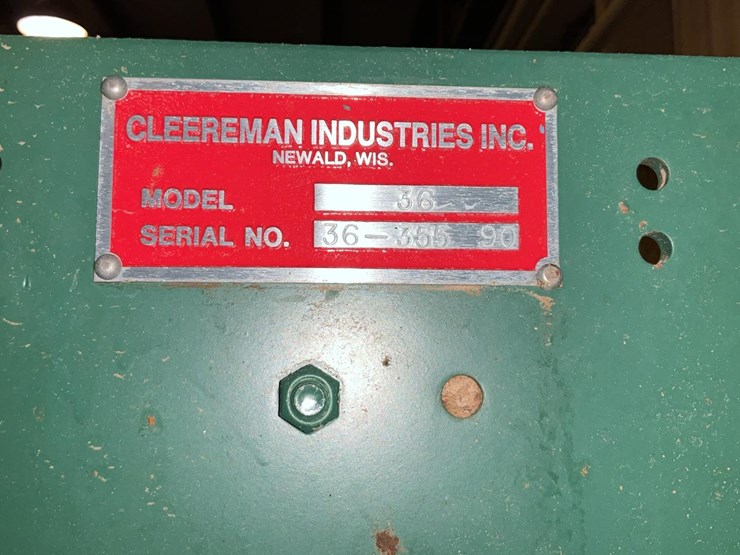 CLEEREMAN INDUSTRIES INC.
NEWALD, WIS.
MODEL 36
SERIAL NO. 36-355 90